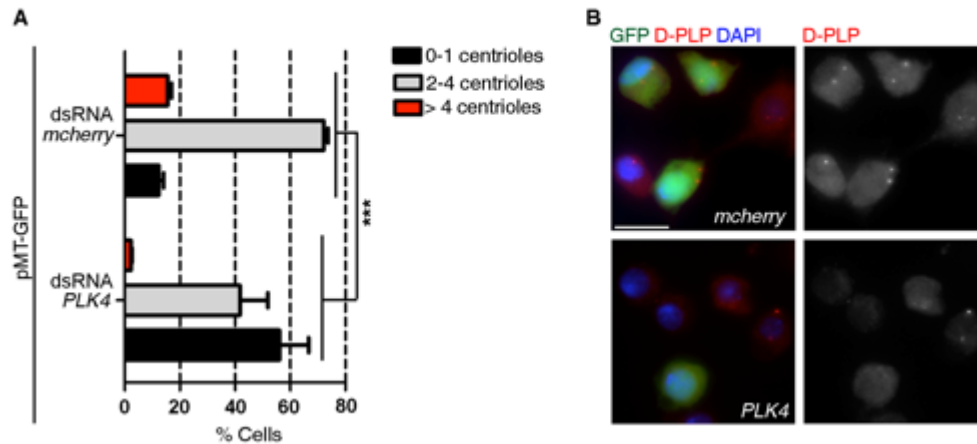 A
0-1 centrioles
2-4 centrioles
> 4 centrioles
dsRNA
mcherry
dsRNA
PLK4
pMT-GFP
***
0 20 40 60 80
% Cells
B
GFP D-PLP DAPI
D-PLP
mcherry
PLK4